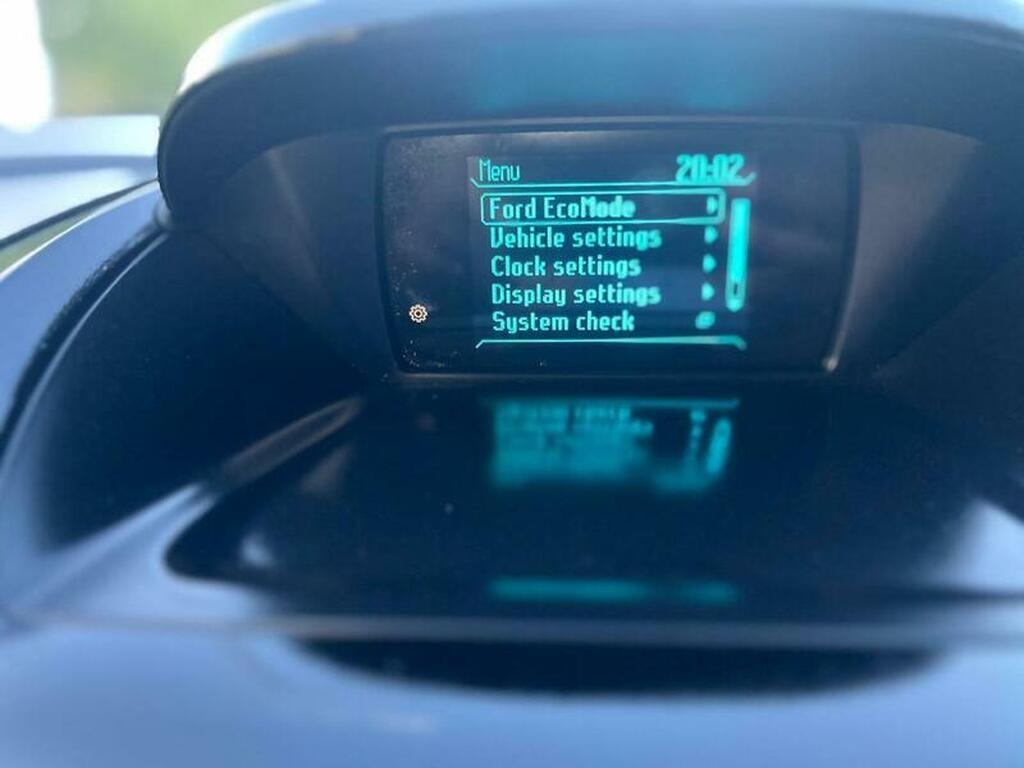 Menu 20:02
Ford EcoMode
Vehicle settings
Clock settings
Display settings
System check